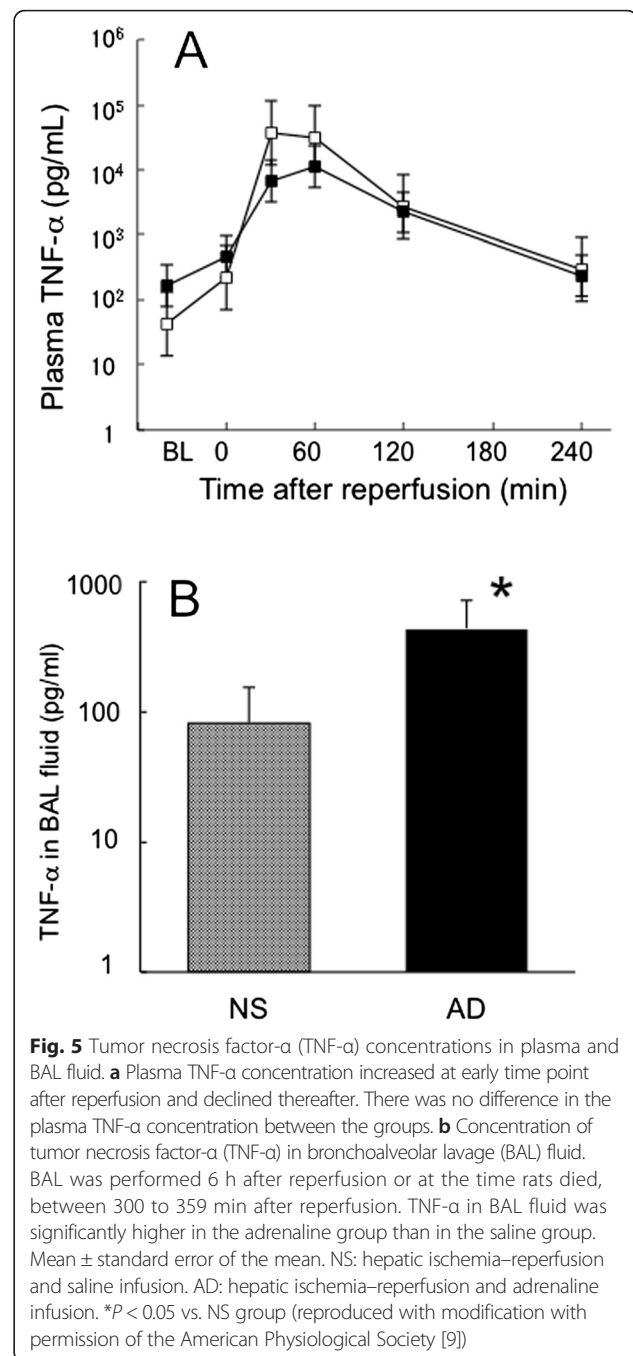 A
10⁶
10⁵
10⁴
10³
10²
10
1
Plasma TNF-α (pg/mL)
BL 0 60 120 180 240
Time after reperfusion (min)
B
*
1000
100
10
1
TNF-α in BAL fluid (pg/ml)
NS AD
Fig. 5 Tumor necrosis factor-α (TNF-α) concentrations in plasma and
BAL fluid. a Plasma TNF-α concentration increased at early time point
after reperfusion and declined thereafter. There was no difference in the
plasma TNF-α concentration between the groups. b Concentration of
tumor necrosis factor-α (TNF-α) in bronchoalveolar lavage (BAL) fluid.
BAL was performed 6 h after reperfusion or at the time rats died,
between 300 to 359 min after reperfusion. TNF-α in BAL fluid was
significantly higher in the adrenaline group than in the saline group.
Mean ± standard error of the mean. NS: hepatic ischemia–reperfusion
and saline infusion. AD: hepatic ischemia–reperfusion and adrenaline
infusion. *P < 0.05 vs. NS group (reproduced with modification with
permission of the American Physiological Society [9])